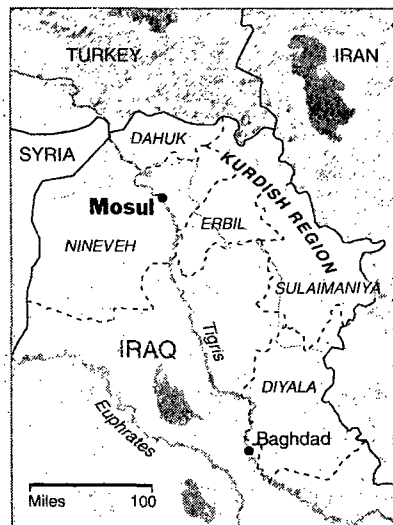 TURKEY
IRAN
DAHUK
SYRIA
KURDISH REGION
Mosul
ERBIL
NINEVEH
SULAIMANIYA
Tigris
IRAQ
DIYALA
Euphrates
Baghdad
Miles 100